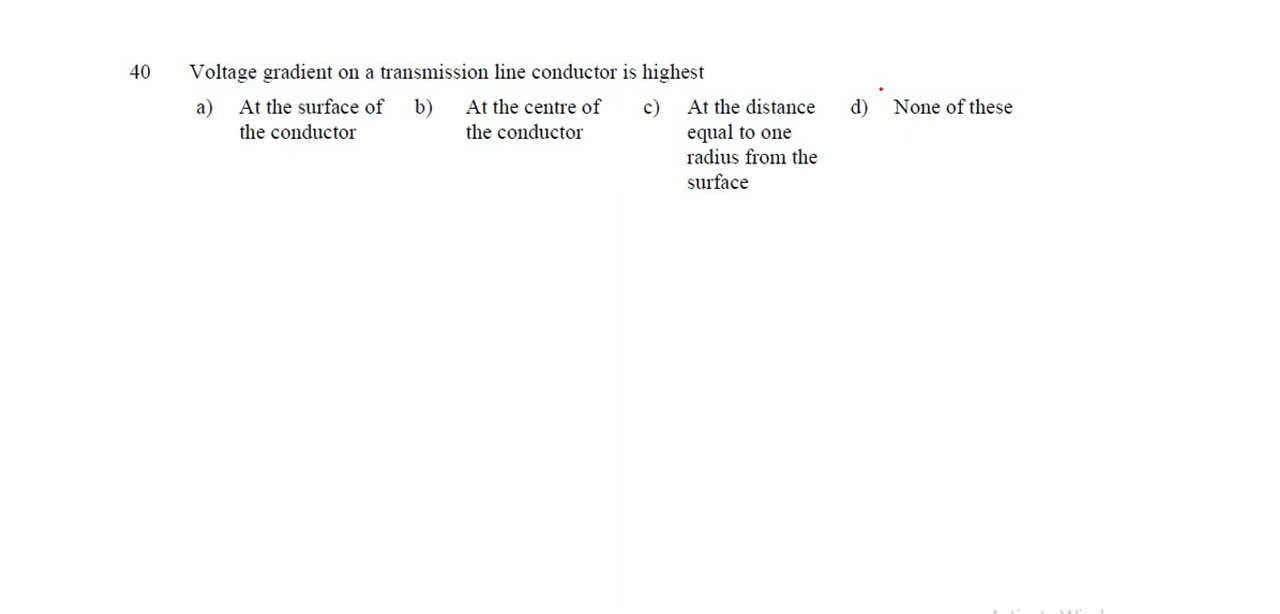 40 Voltage gradient on a transmission line conductor is highest
a) At the surface of the conductor
b) At the centre of the conductor
c) At the distance equal to one radius from the surface
d) None of these